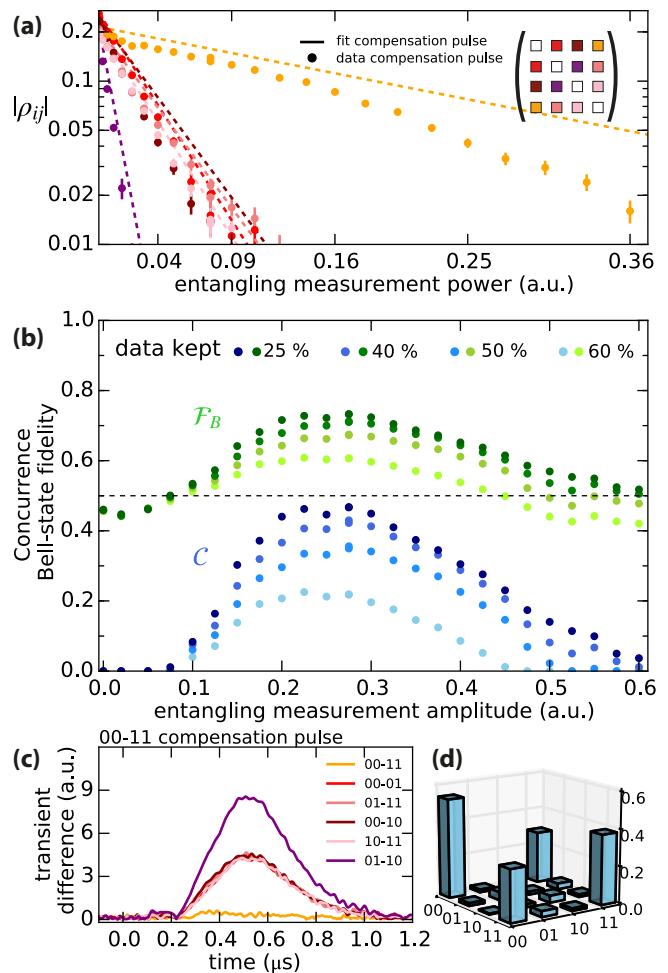 (a)
fit compensation pulse
data compensation pulse
|ρij|
0.2
0.1
0.05
0.02
0.01
0.04 0.09 0.16 0.25 0.36
entangling measurement power (a.u.)
(b)
data kept 25 % 40 % 50 % 60 %
Concurrence
Bell-state fidelity
1.0
0.8
0.6
0.4
0.2
0.0
ℱB
𝒞
0.0 0.1 0.2 0.3 0.4 0.5 0.6
entangling measurement amplitude (a.u.)
00-11 compensation pulse
(c)
transient
difference (a.u.)
9
6
3
0
00-11
00-01
01-11
00-10
10-11
01-10
0.0 0.2 0.4 0.6 0.8 1.0 1.2
time (μs)
(d)
0.6
0.4
0.2
0.0
00 01 10 11
00 01 10 11